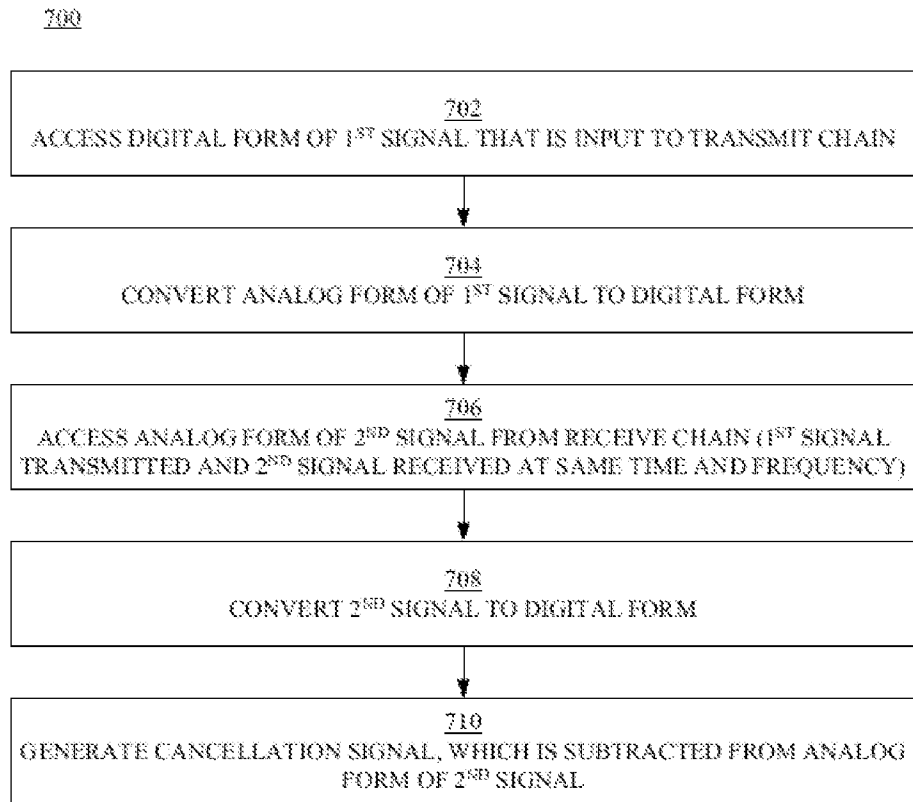 700
702
ACCESS DIGITAL FORM OF 1ST SIGNAL THAT IS INPUT TO TRANSMIT CHAIN
704
CONVERT ANALOG FORM OF 1ST SIGNAL TO DIGITAL FORM
706
ACCESS ANALOG FORM OF 2ND SIGNAL FROM RECEIVE CHAIN (1ST SIGNAL
TRANSMITTED AND 2ND SIGNAL RECEIVED AT SAME TIME AND FREQUENCY)
708
CONVERT 2ND SIGNAL TO DIGITAL FORM
710
GENERATE CANCELLATION SIGNAL, WHICH IS SUBTRACTED FROM ANALOG
FORM OF 2ND SIGNAL